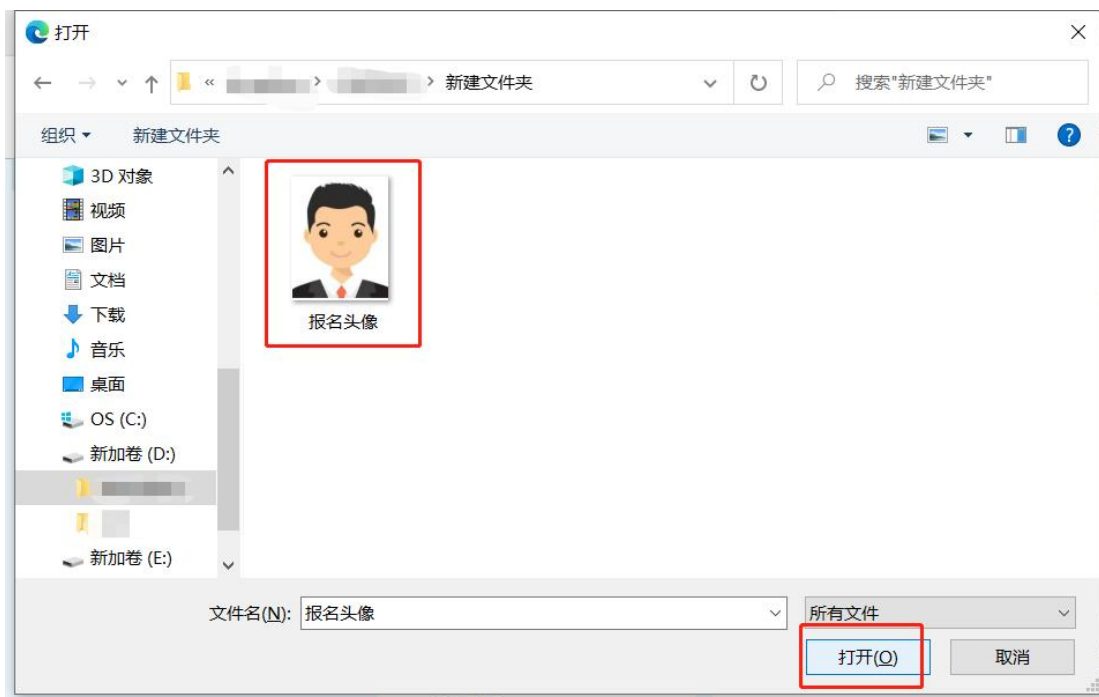 打开
« › › 新建文件夹
搜索"新建文件夹"
组织 新建文件夹
3D 对象
视频
图片
文档
下载
音乐
桌面
OS (C:)
新加卷 (D:)
新加卷 (E:)
报名头像
文件名(N): 报名头像
所有文件
打开(O) 取消